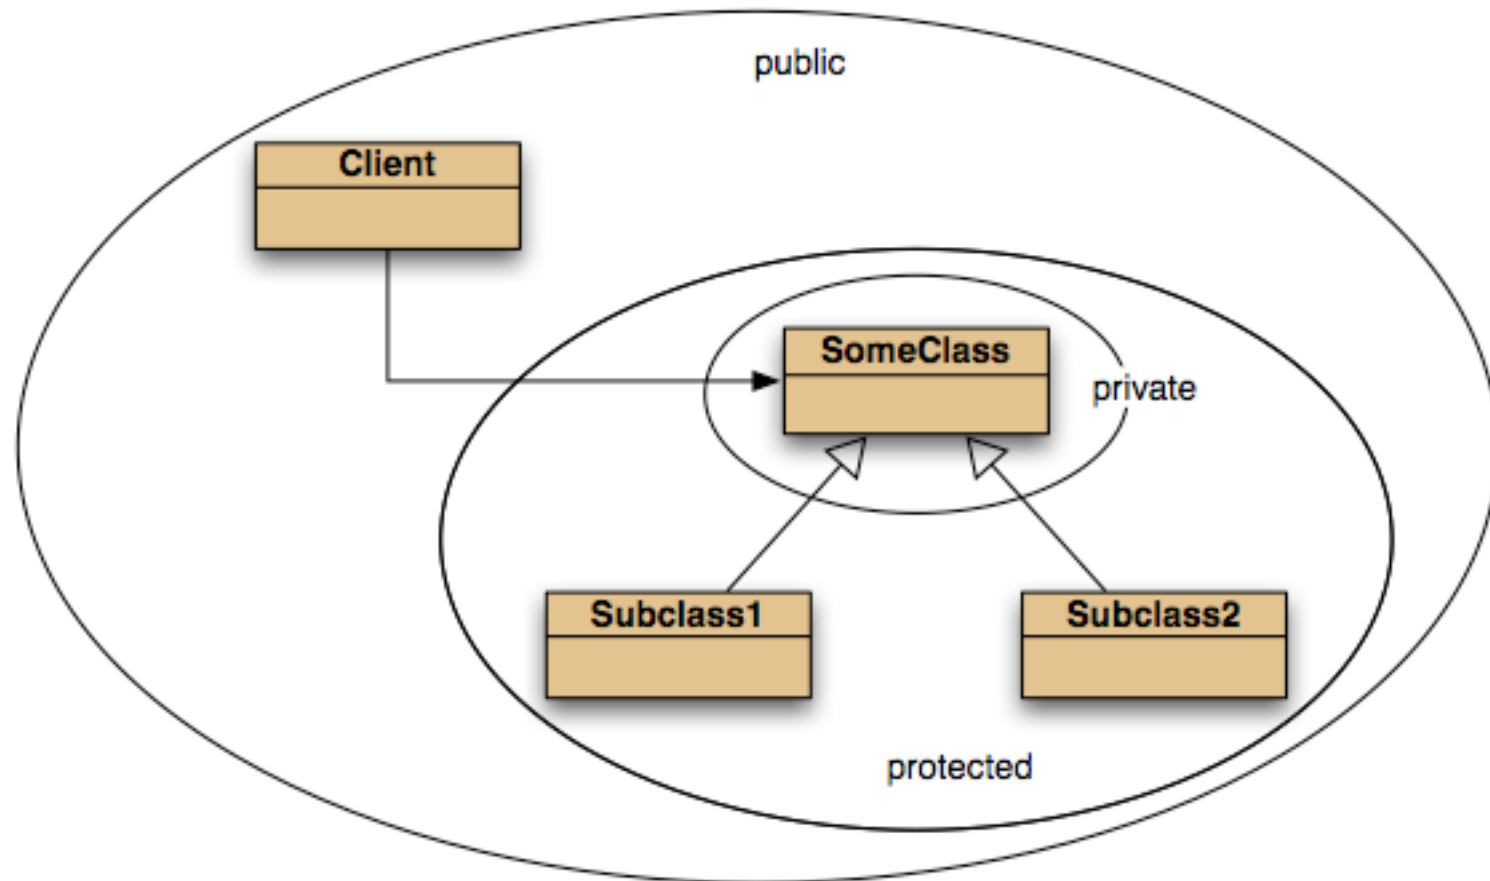 public
Client
SomeClass
private
Subclass1
Subclass2
protected